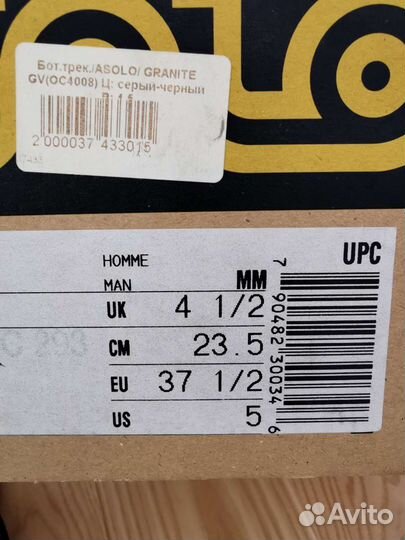 OLO
Бот.трек./ASOLO/ GRANITE
GV(OC4008) Ц: серый-черный
2 000037 433015
HOMME
MAN
MM
UPC
UK 4 1/2
CM 23.5
EU 37 1/2
US 5
7 90482 30034 6
Avito